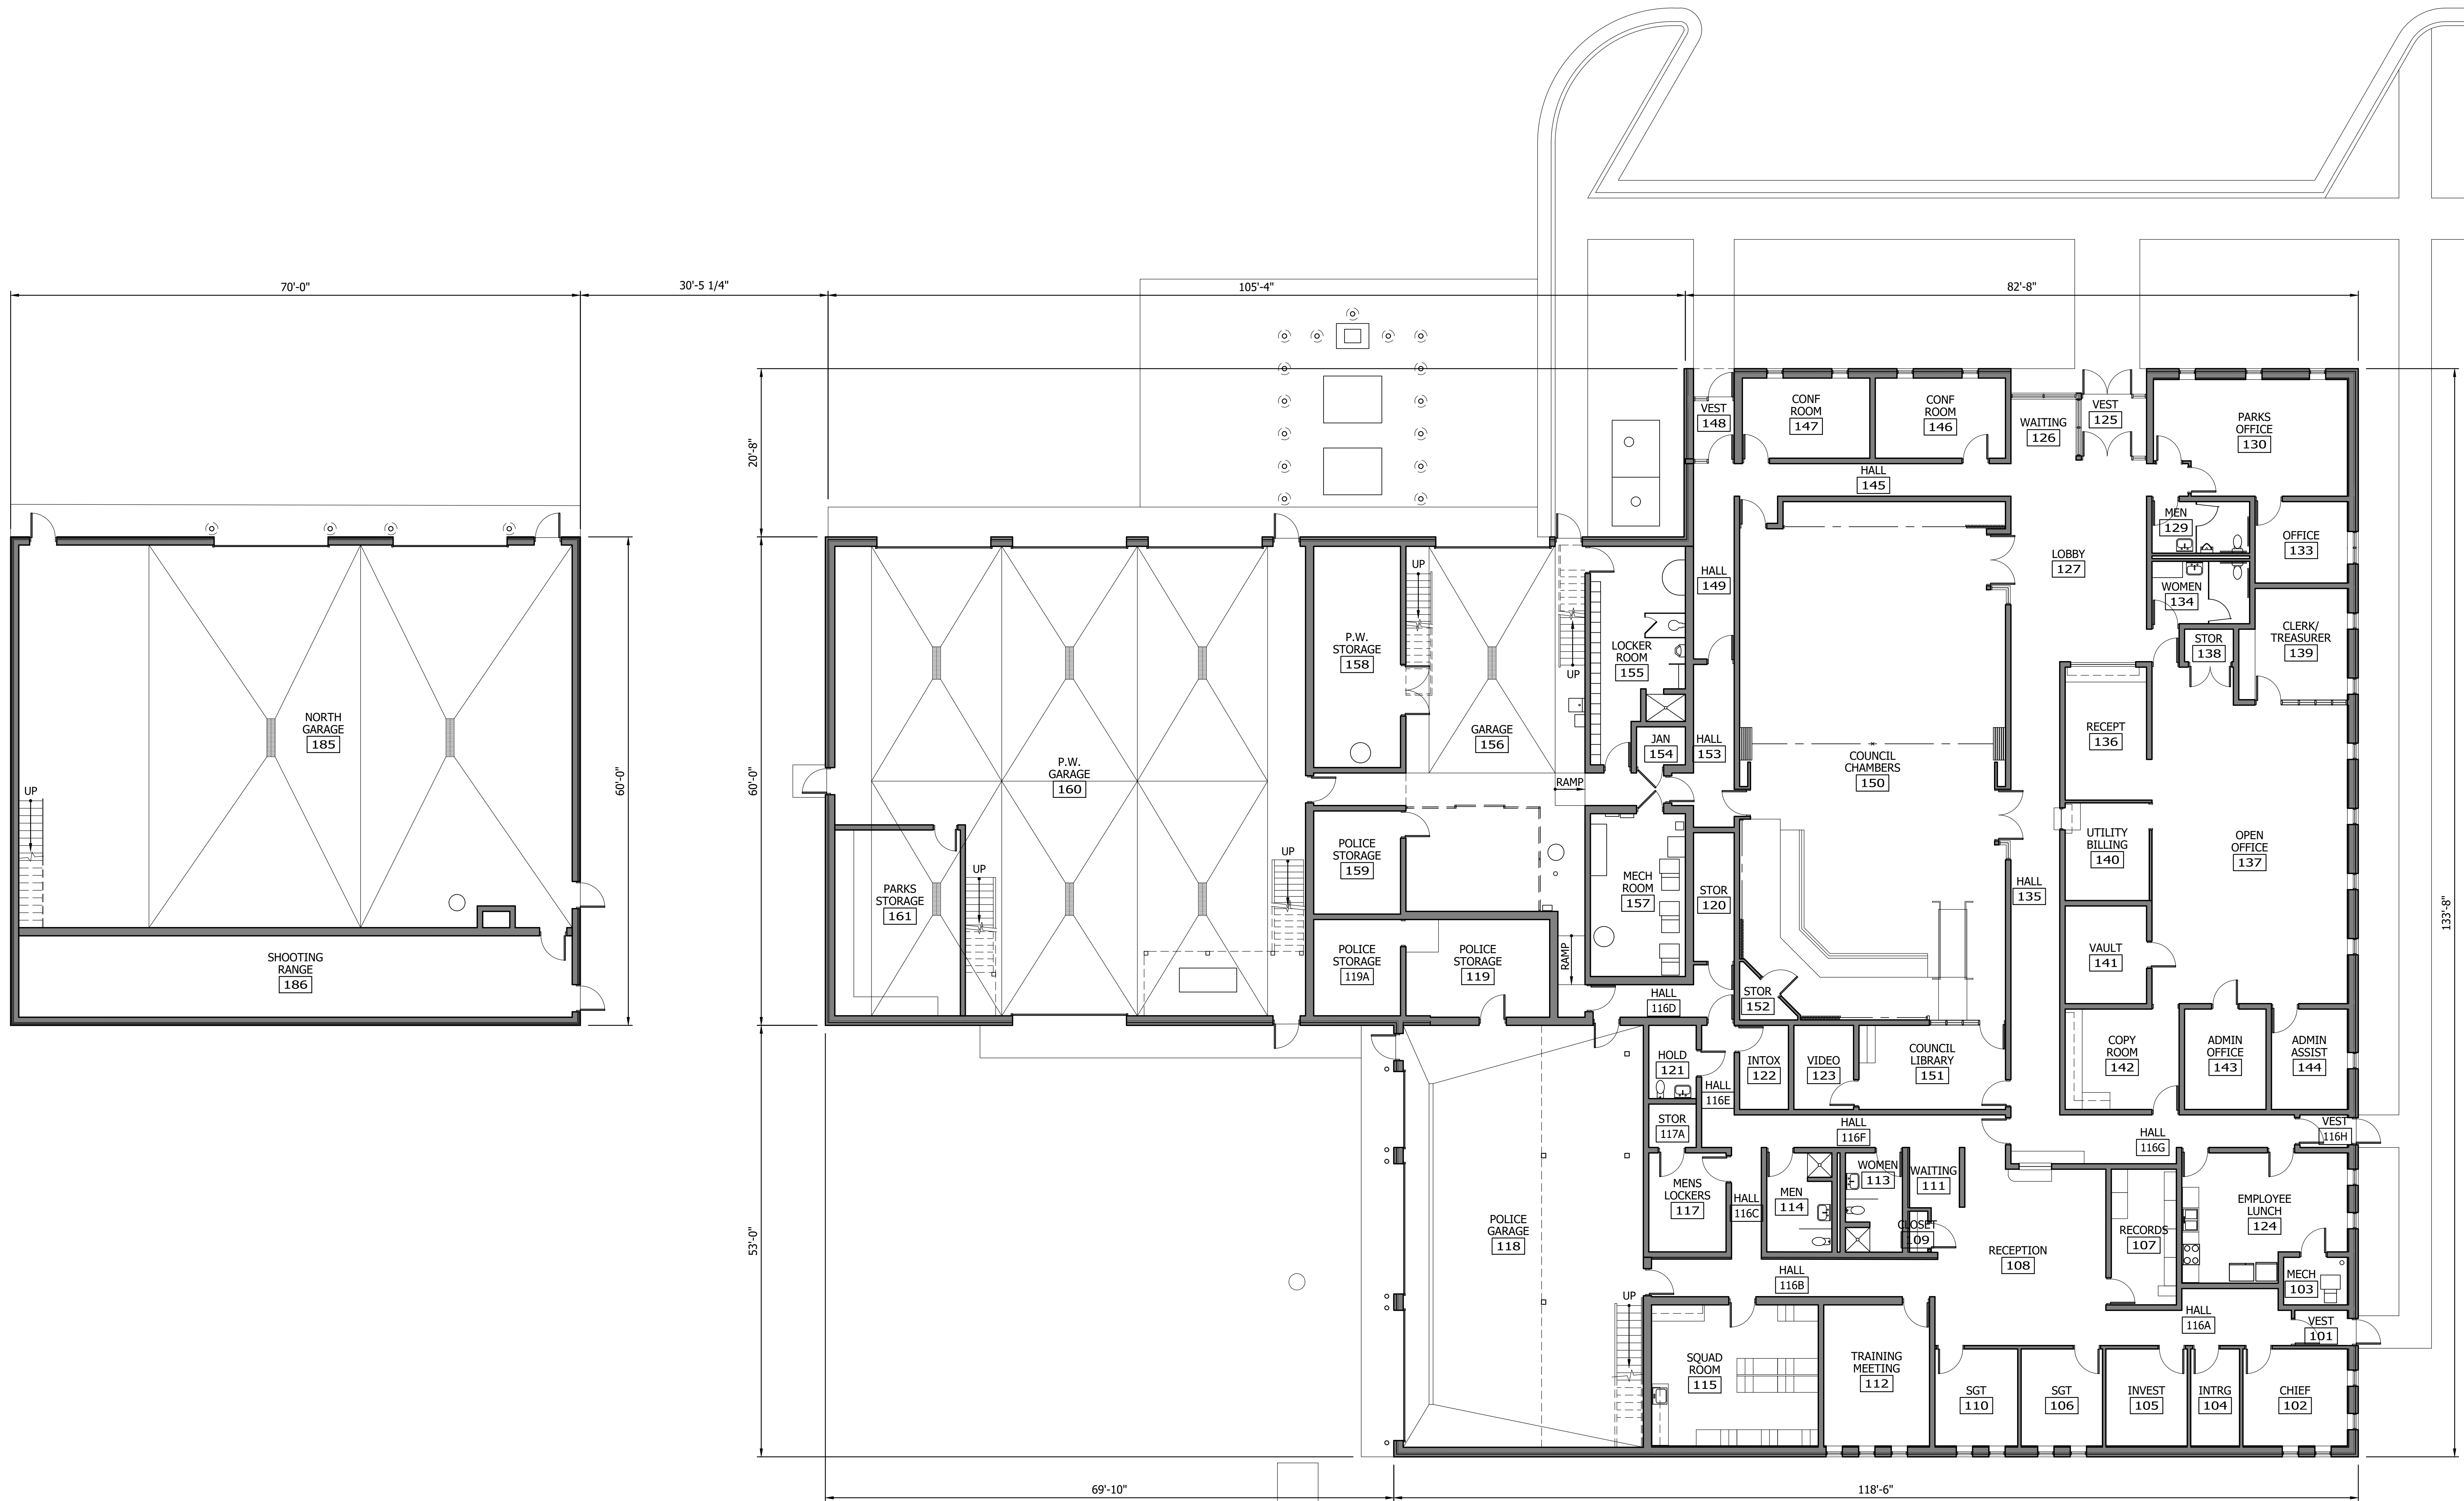 70'-0"
30'-5 1/4"
105'-4"
82'-8"
20'-8"
60'-0"
60'-0"
53'-0"
133'-8"
69'-10"
118'-6"
UP
NORTH
GARAGE
185
SHOOTING
RANGE
186
P.W.
GARAGE
160
PARKS
STORAGE
161
UP
UP
P.W.
STORAGE
158
UP
GARAGE
156
UP
RAMP
POLICE
STORAGE
159
POLICE
STORAGE
119A
POLICE
STORAGE
119
RAMP
LOCKER
ROOM
155
JAN
154
MECH
ROOM
157
VEST
148
CONF
ROOM
147
CONF
ROOM
146
WAITING
126
VEST
125
PARKS
OFFICE
130
HALL
145
HALL
149
HALL
153
STOR
120
COUNCIL
CHAMBERS
150
STOR
152
LOBBY
127
MEN
129
OFFICE
133
WOMEN
134
STOR
138
CLERK/
TREASURER
139
RECEPT
136
UTILITY
BILLING
140
OPEN
OFFICE
137
HALL
135
VAULT
141
COPY
ROOM
142
ADMIN
OFFICE
143
ADMIN
ASSIST
144
HALL
116D
HOLD
121
HALL
116E
INTOX
122
VIDEO
123
COUNCIL
LIBRARY
151
STOR
117A
HALL
116F
HALL
116G
VEST
116H
MENS
LOCKERS
117
HALL
116C
MEN
114
WOMEN
113
WAITING
111
CLOSET
109
POLICE
GARAGE
118
UP
HALL
116B
RECEPTION
108
RECORDS
107
EMPLOYEE
LUNCH
124
MECH
103
HALL
116A
VEST
101
SQUAD
ROOM
115
TRAINING
MEETING
112
SGT
110
SGT
106
INVEST
105
INTRG
104
CHIEF
102